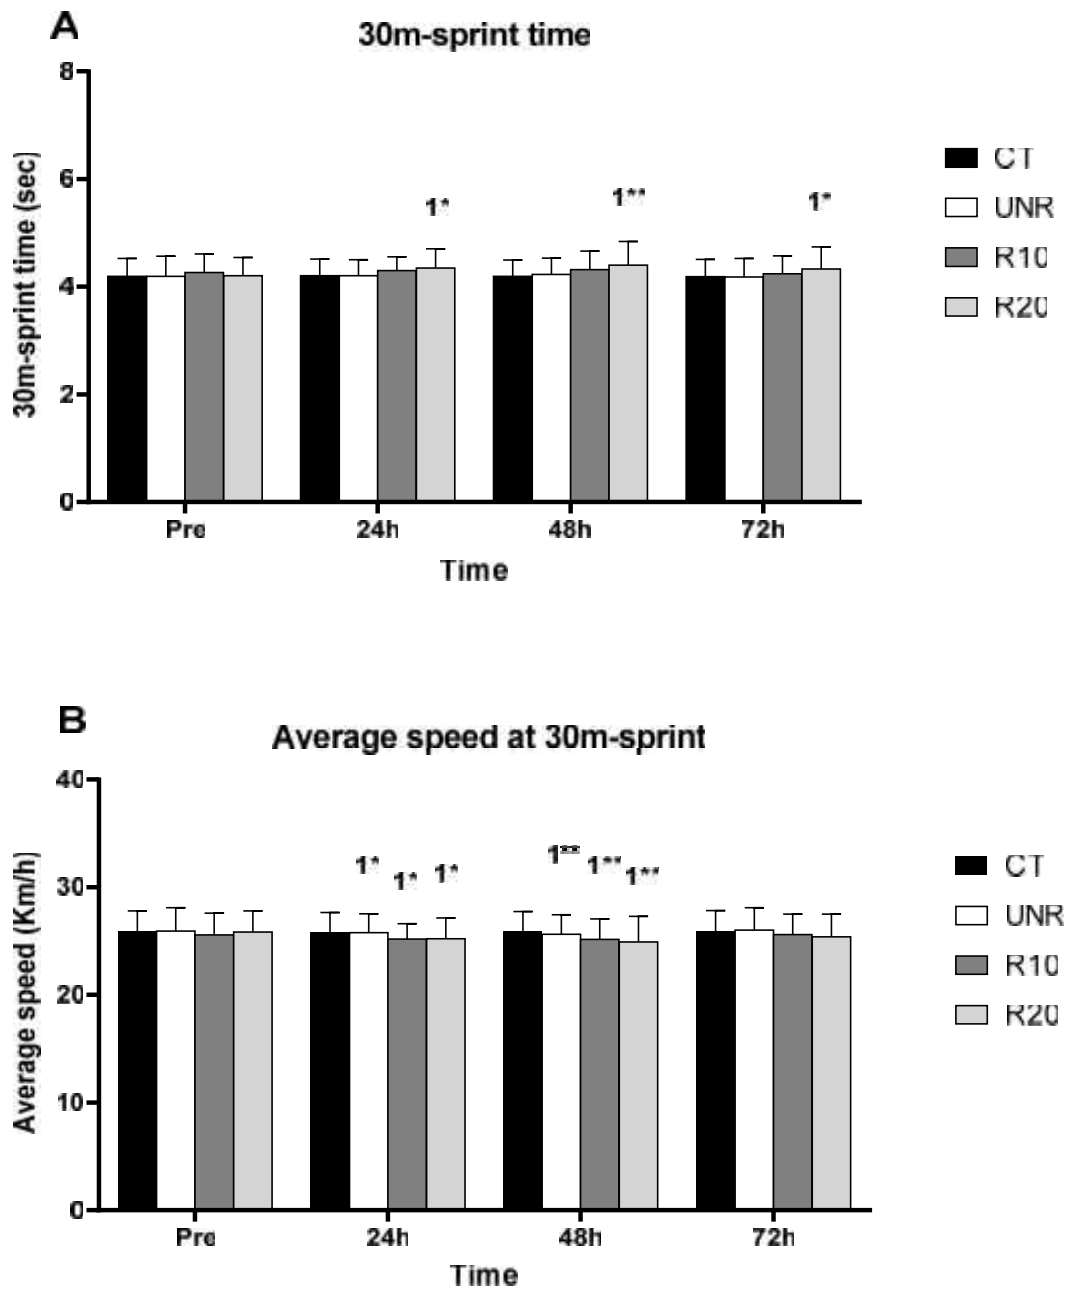 A
30m-sprint time
8
6
4
2
0
30m-sprint time (sec)
1*
1**
1*
Pre
24h
48h
72h
Time
CT
UNR
R10
R20
B
Average speed at 30m-sprint
40
30
20
10
0
Average speed (Km/h)
1*
1*
1*
1**
1**
1**
Pre
24h
48h
72h
Time
CT
UNR
R10
R20